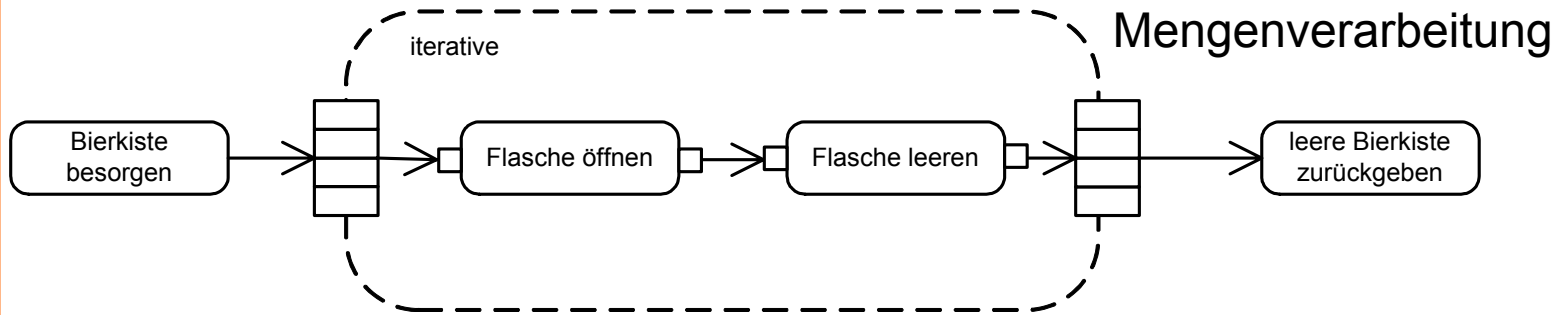 Mengenverarbeitung
iterative
Bierkiste
besorgen
Flasche öffnen
Flasche leeren
leere Bierkiste
zurückgeben